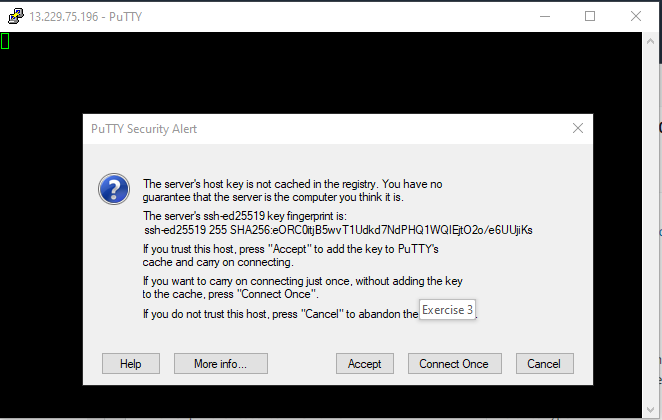 13.229.75.196 - PuTTY
PuTTY Security Alert
The server's host key is not cached in the registry. You have no
guarantee that the server is the computer you think it is.
The server's ssh-ed25519 key fingerprint is:
ssh-ed25519 255 SHA256:eORC0itjB5wvT1Udkd7NdPHQ1WQIEjtO2o/e6UUjiKs
If you trust this host, press "Accept" to add the key to PuTTY's
cache and carry on connecting.
If you want to carry on connecting just once, without adding the key
to the cache, press "Connect Once".
If you do not trust this host, press "Cancel" to abandon the
Exercise 3
Help
More info...
Accept
Connect Once
Cancel